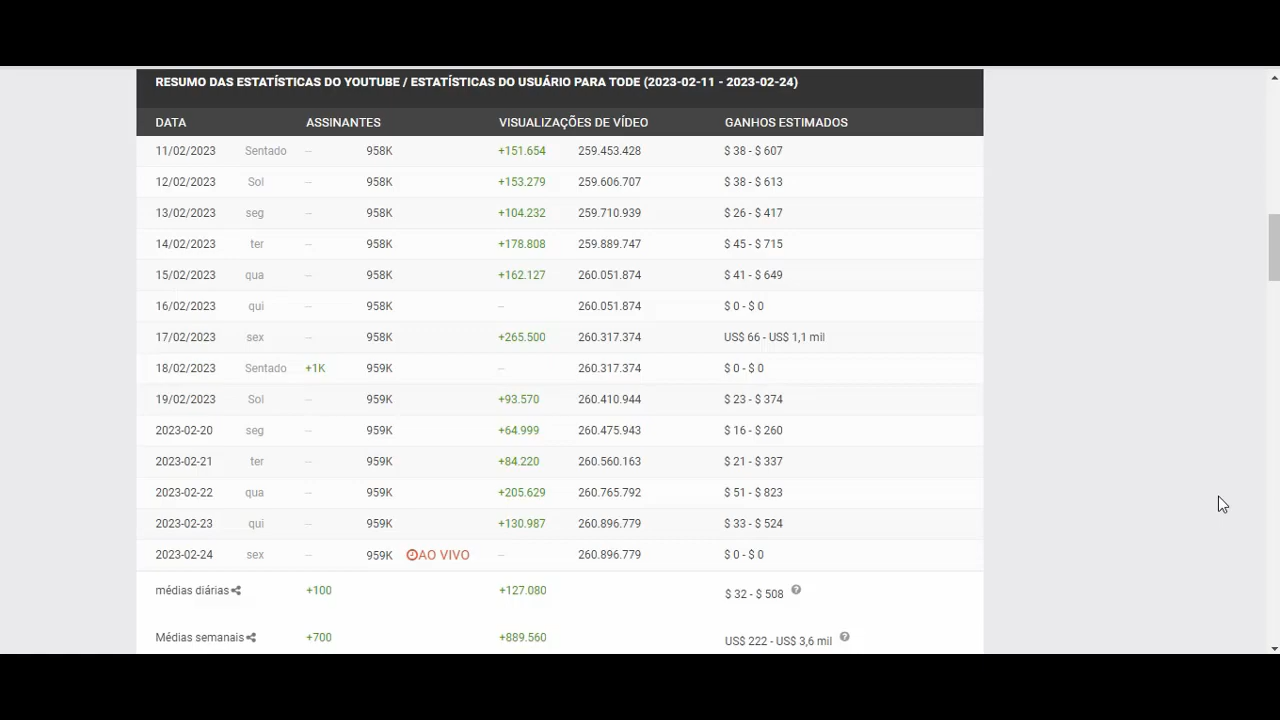 RESUMO DAS ESTATÍSTICAS DO YOUTUBE / ESTATÍSTICAS DO USUÁRIO PARA TODE (2023-02-11 - 2023-02-24)
DATA ASSINANTES VISUALIZAÇÕES DE VÍDEO GANHOS ESTIMADOS
11/02/2023 Sentado -- 958K +151.654 259.453.428 $ 38 - $ 607
12/02/2023 Sol -- 958K +153.279 259.606.707 $ 38 - $ 613
13/02/2023 seg -- 958K +104.232 259.710.939 $ 26 - $ 417
14/02/2023 ter -- 958K +178.808 259.889.747 $ 45 - $ 715
15/02/2023 qua -- 958K +162.127 260.051.874 $ 41 - $ 649
16/02/2023 qui -- 958K -- 260.051.874 $ 0 - $ 0
17/02/2023 sex -- 958K +265.500 260.317.374 US$ 66 - US$ 1,1 mil
18/02/2023 Sentado +1K 959K -- 260.317.374 $ 0 - $ 0
19/02/2023 Sol -- 959K +93.570 260.410.944 $ 23 - $ 374
2023-02-20 seg -- 959K +64.999 260.475.943 $ 16 - $ 260
2023-02-21 ter -- 959K +84.220 260.560.163 $ 21 - $ 337
2023-02-22 qua -- 959K +205.629 260.765.792 $ 51 - $ 823
2023-02-23 qui -- 959K +130.987 260.896.779 $ 33 - $ 524
2023-02-24 sex -- 959K AO VIVO -- 260.896.779 $ 0 - $ 0
médias diárias +100 +127.080 $ 32 - $ 508 ?
Médias semanais +700 +889.560 US$ 222 - US$ 3,6 mil ?